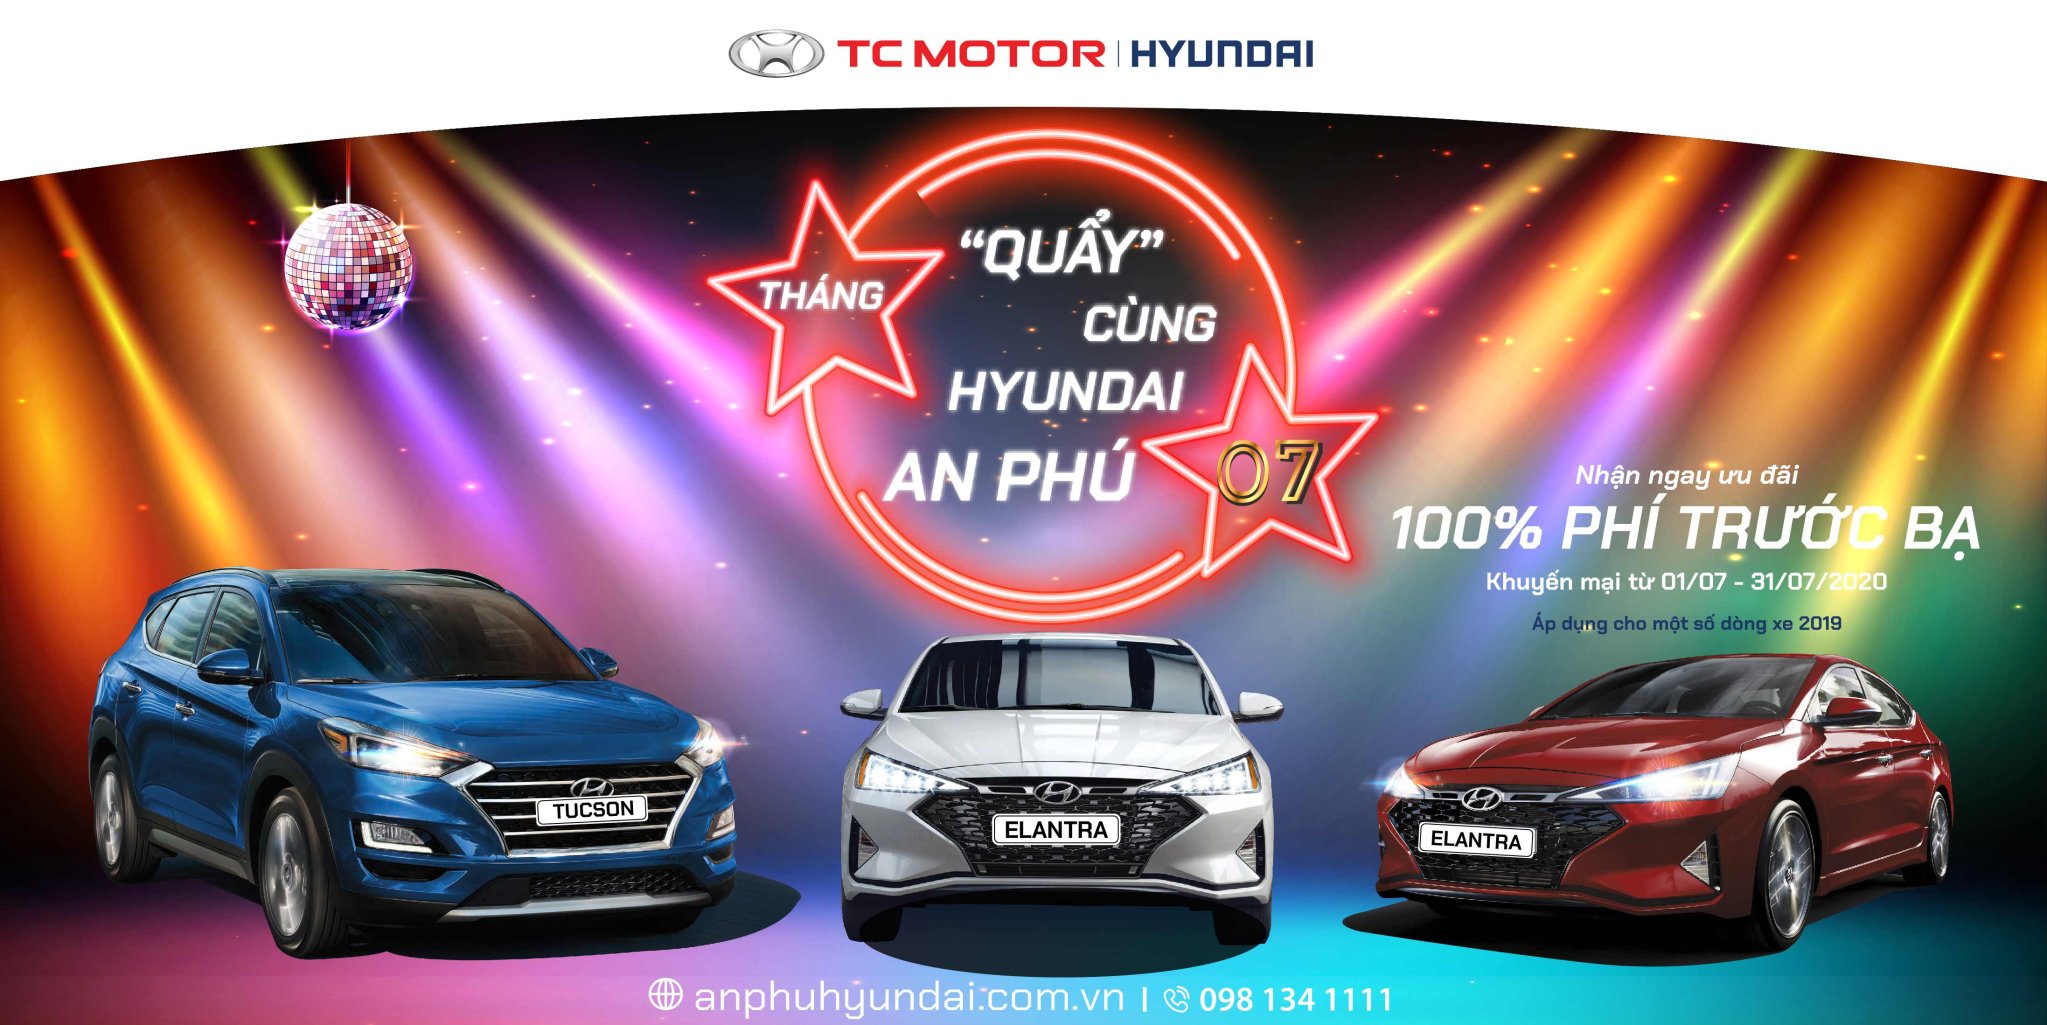 TC MOTOR | HYUNDAI
THÁNG
“QUẨY”
CÙNG
HYUNDAI
AN PHÚ
07
Nhận ngay ưu đãi
100% PHÍ TRƯỚC BẠ
Khuyến mại từ 01/07 - 31/07/2020
Áp dụng cho một số dòng xe 2019
TUCSON
ELANTRA
ELANTRA
anphuhyundai.com.vn | 098 134 1111